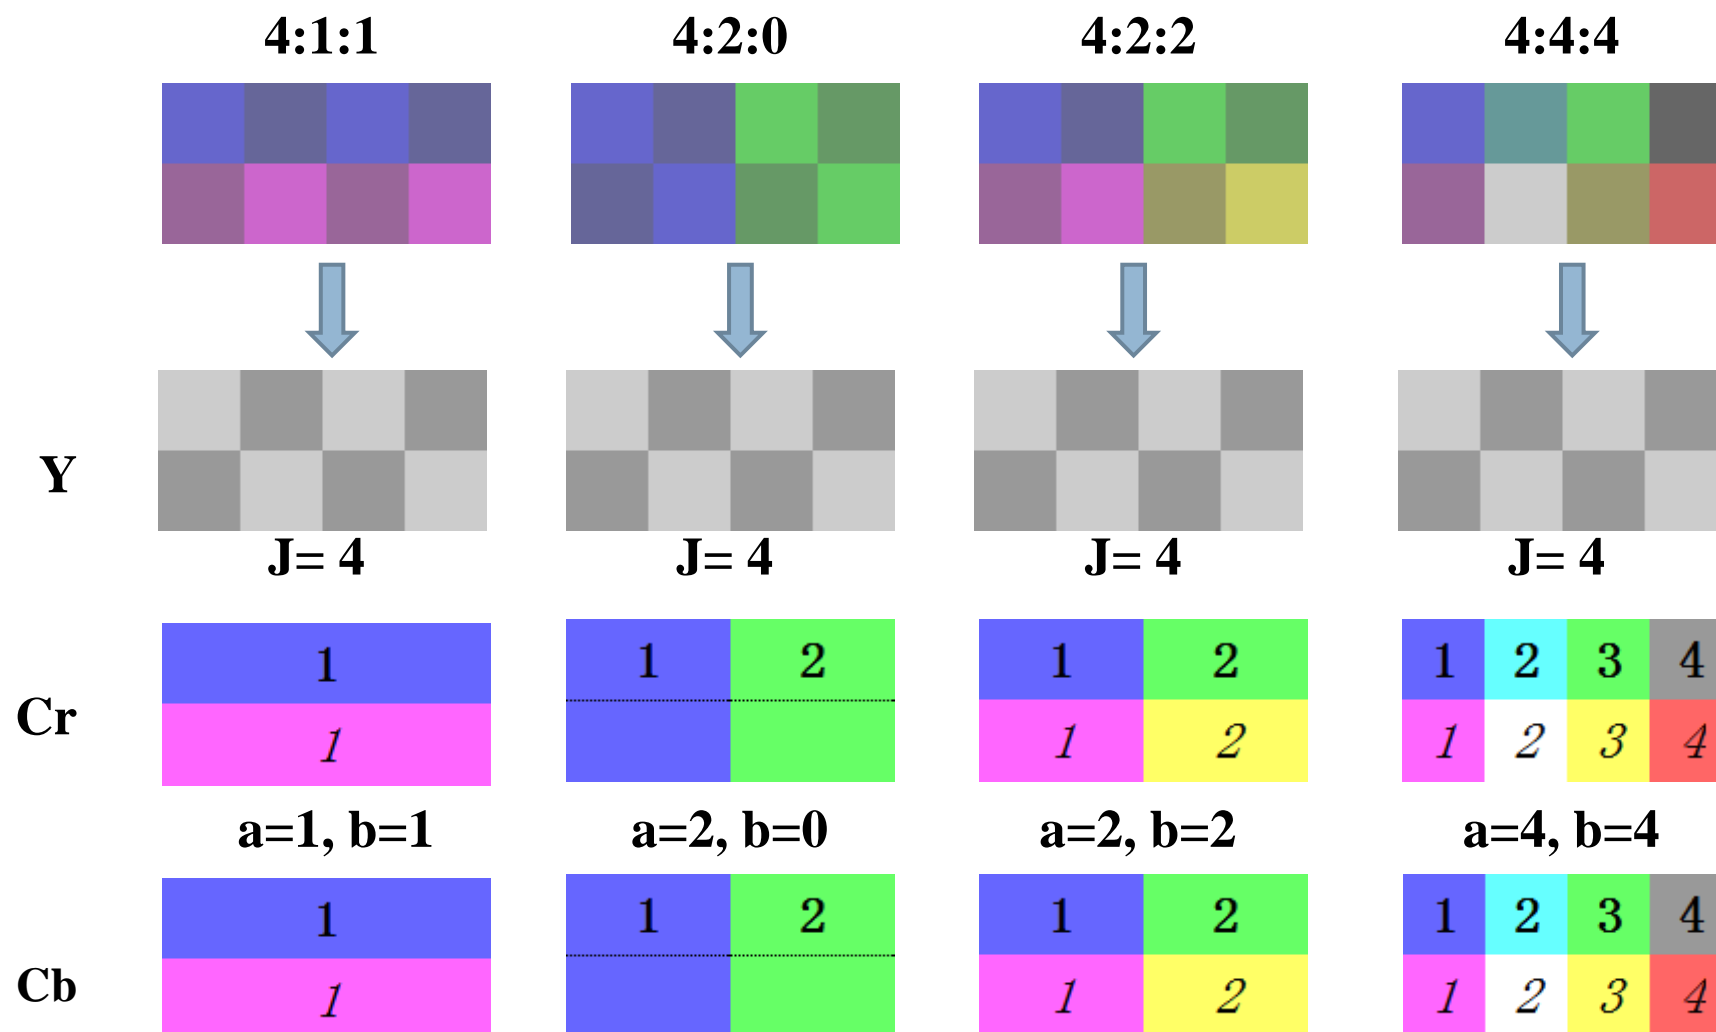 4:1:1 4:2:0 4:2:2 4:4:4
Y
J= 4 J= 4 J= 4 J= 4
1 1 2 1 2 1 2 3 4
Cr
1 1 2 1 2 3 4
a=1, b=1 a=2, b=0 a=2, b=2 a=4, b=4
1 1 2 1 2 1 2 3 4
Cb
1 1 2 1 2 3 4